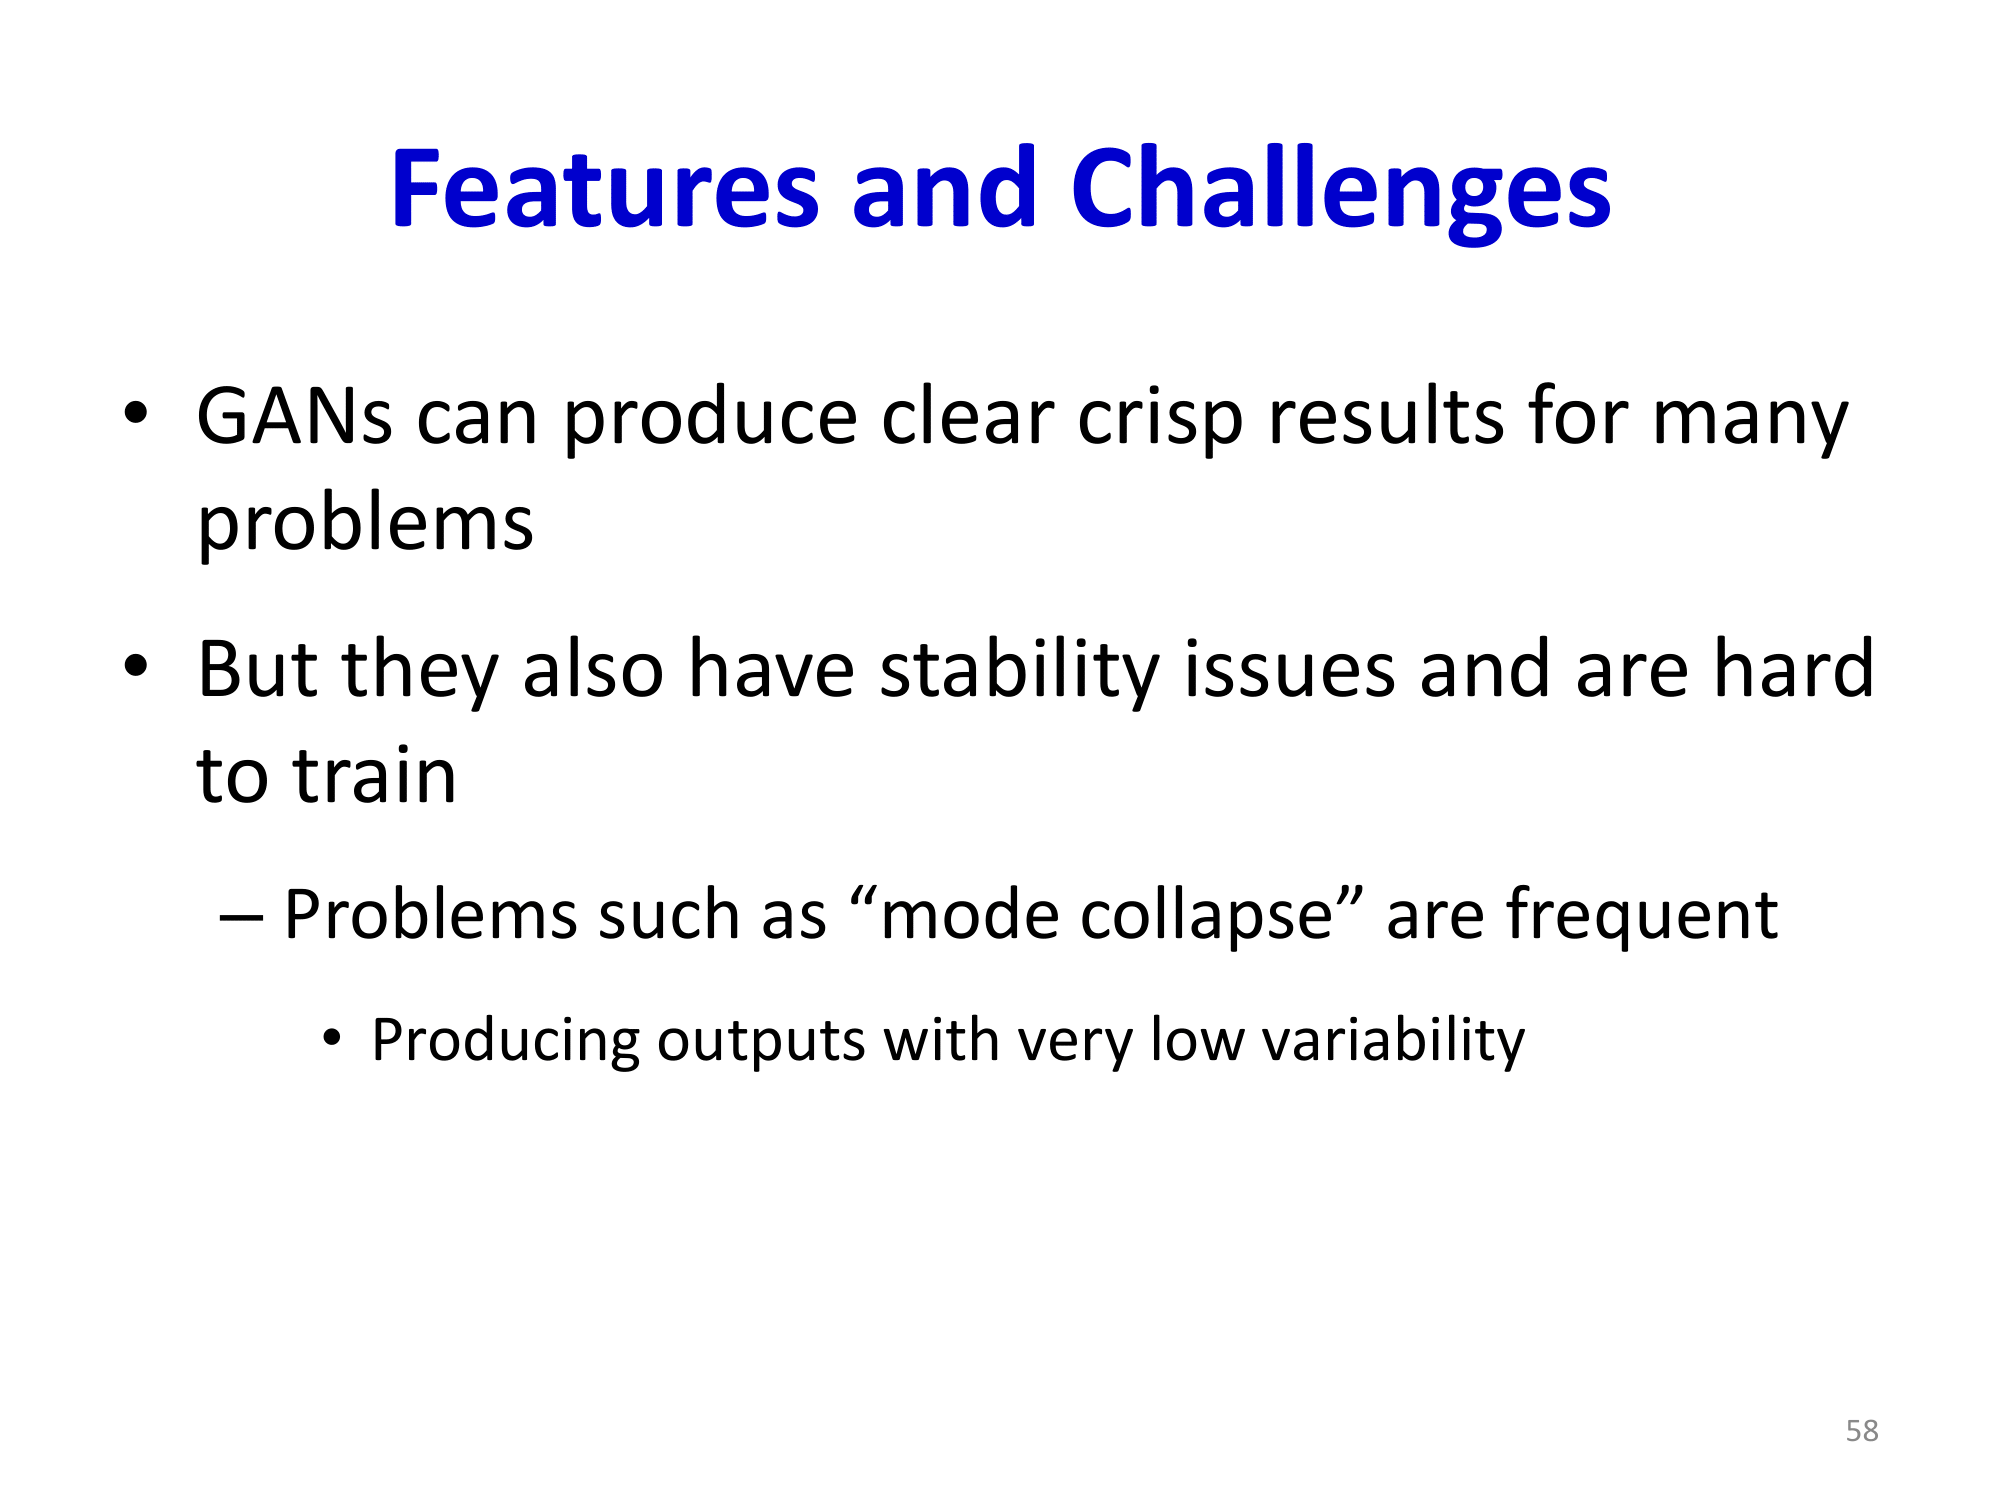 Features and Challenges
• GANs can produce clear crisp results for many
problems
• But they also have stability issues and are hard
to train
– Problems such as “mode collapse” are frequent
• Producing outputs with very low variability
58